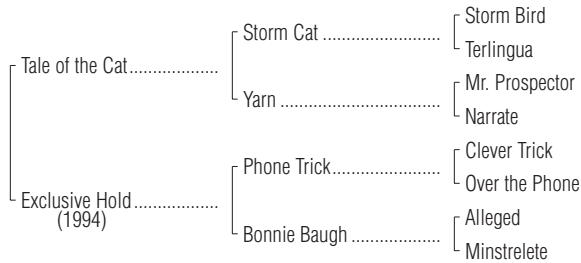 Storm Bird
Storm Cat ..............................
Terlingua
Tale of the Cat.......................
Mr. Prospector
Yarn ..........................................
Narrate
Clever Trick
Phone Trick............................
Over the Phone
Exclusive Hold......................
(1994)
Alleged
Bonnie Baugh .......................
Minstrelete